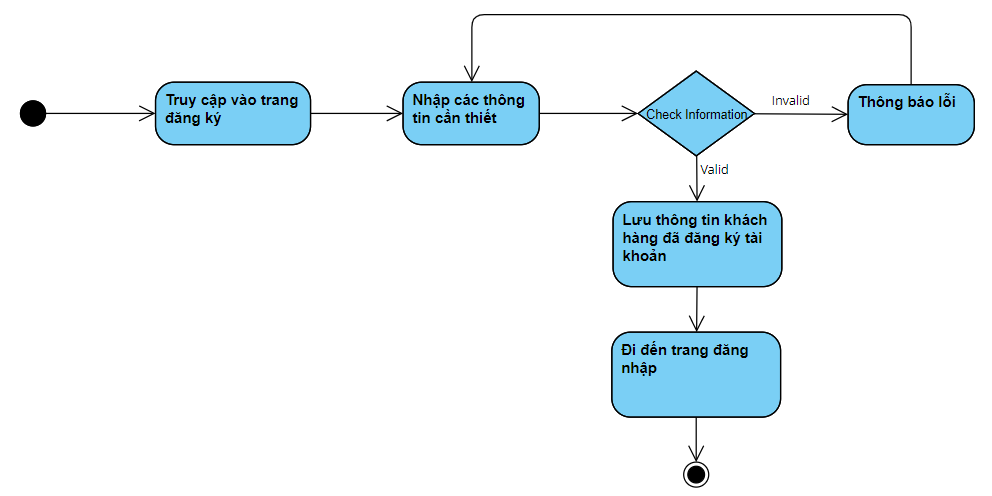 Truy cập vào trang
đăng ký
Nhập các thông
tin cần thiết
Check Information
Invalid
Thông báo lỗi
Valid
Lưu thông tin khách
hàng đã đăng ký tài
khoản
Đi đến trang đăng
nhập